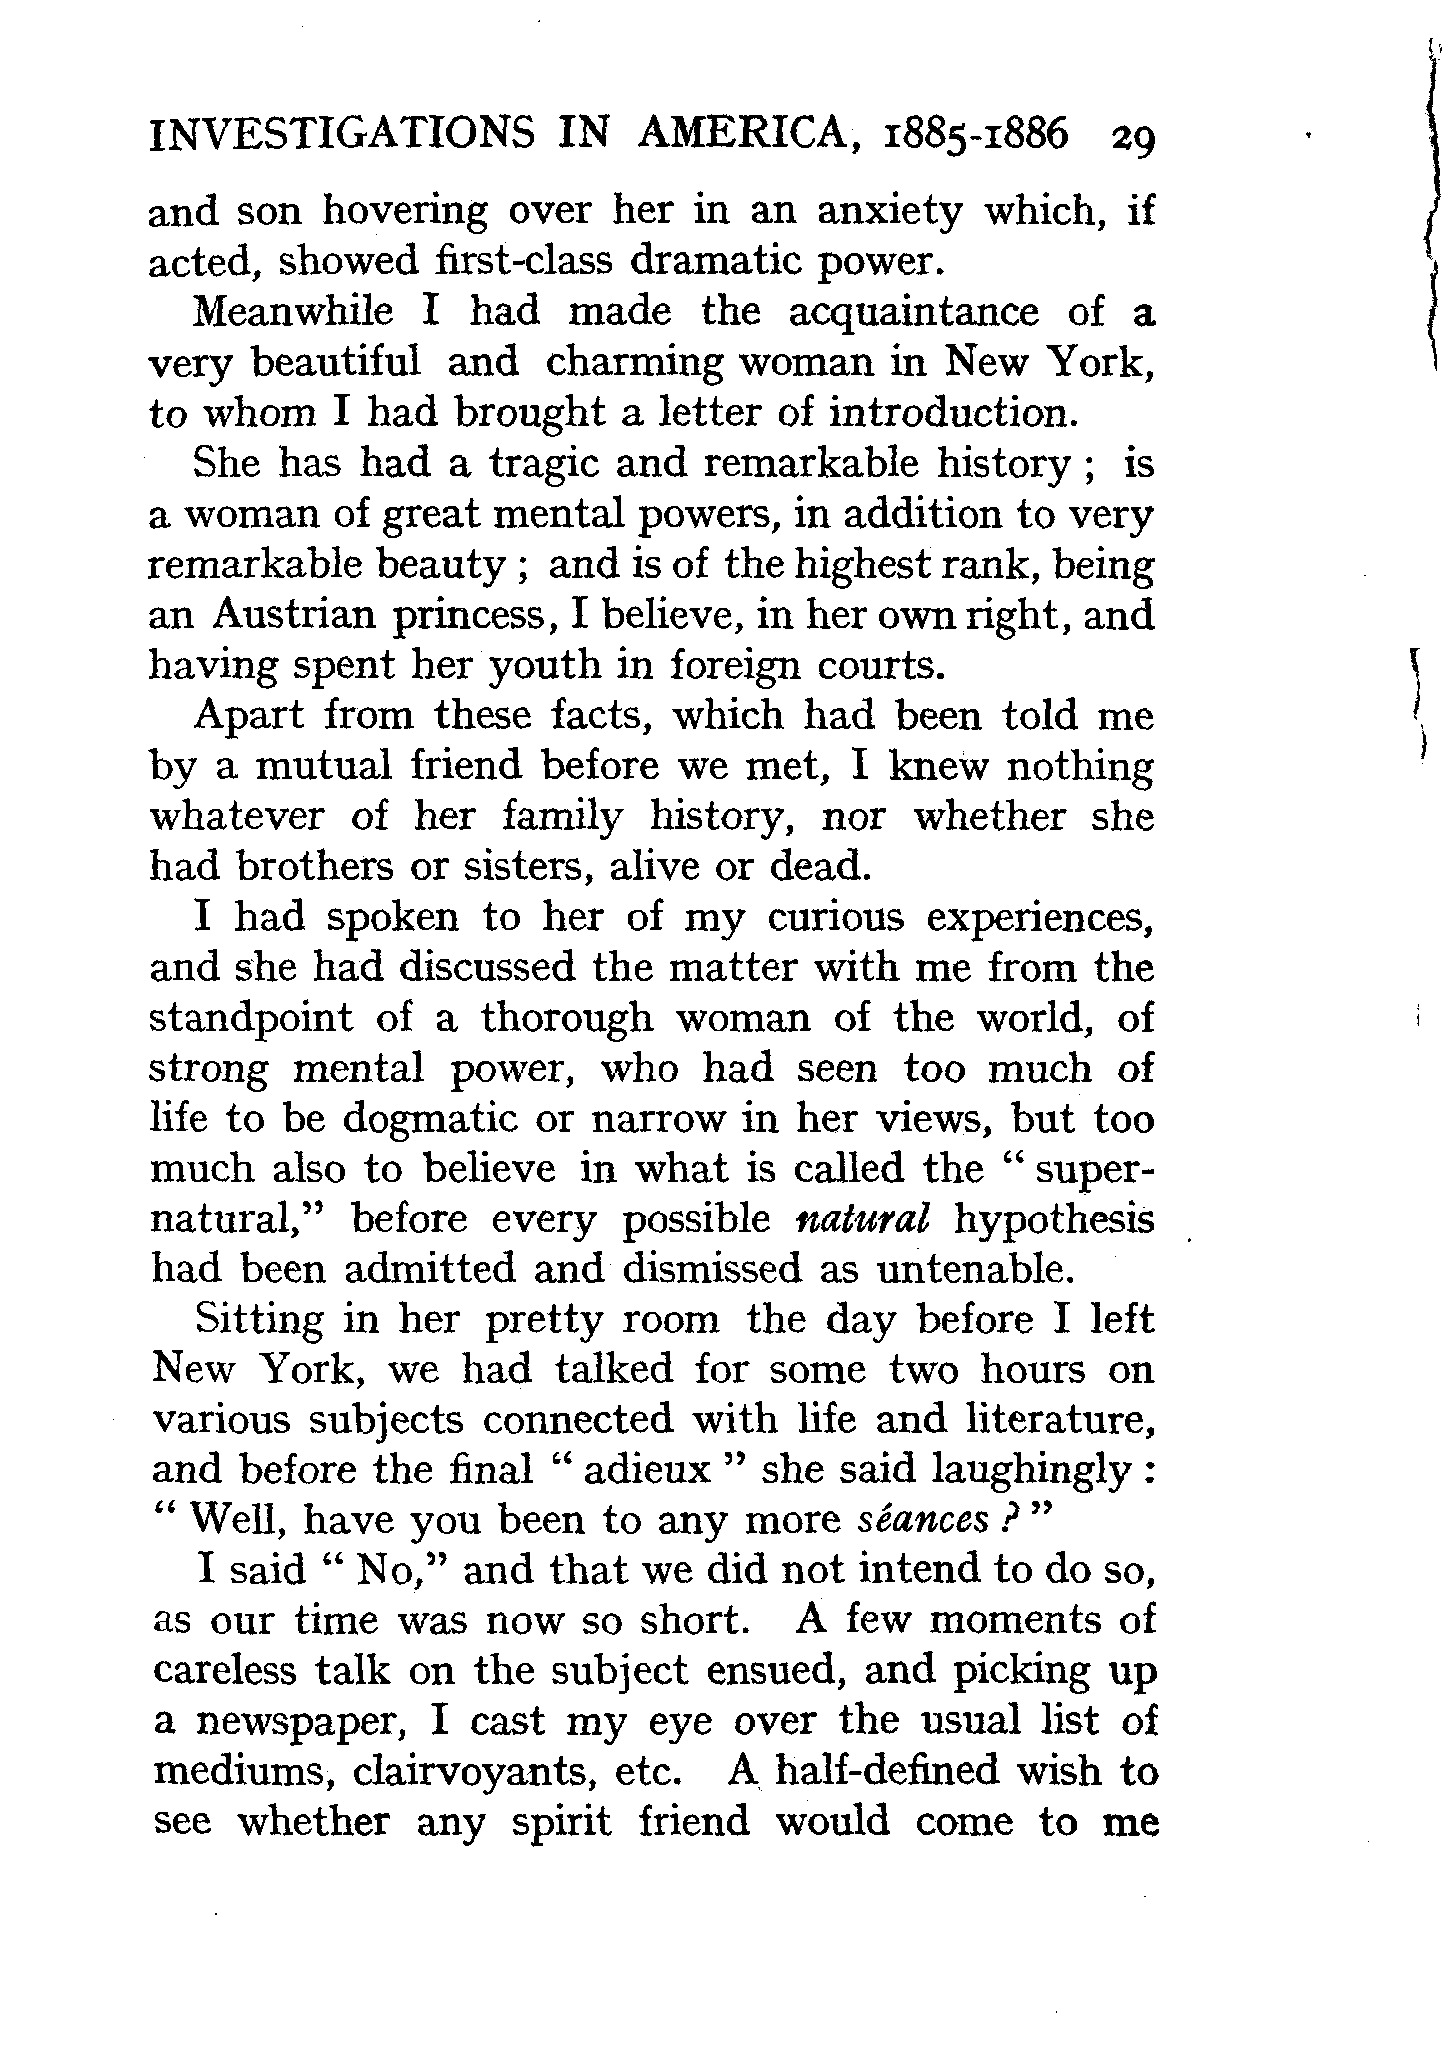 INVESTIGATIONS IN AMERICA, 1885-1886 29
and son hovering over her in an anxiety which, if
acted, showed first-class dramatic power.
Meanwhile I had made the acquaintance of a
very beautiful and charming woman in New York,
to whom I had brought a letter of introduction.
She has had a tragic and remarkable history ; is
a woman of great mental powers, in addition to very
remarkable beauty ; and is of the highest rank, being
an Austrian princess, I believe, in her own right, and
having spent her youth in foreign courts.
Apart from these facts, which had been told me
by a mutual friend before we met, I knew nothing
whatever of her family history, nor whether she
had brothers or sisters, alive or dead.
I had spoken to her of my curious experiences,
and she had discussed the matter with me from the
standpoint of a thorough woman of the world, of
strong mental power, who had seen too much of
life to be dogmatic or narrow in her views, but too
much also to believe in what is called the “ super-
natural,” before every possible natural hypothesis
had been admitted and dismissed as untenable.
Sitting in her pretty room the day before I left
New York, we had talked for some two hours on
various subjects connected with life and literature,
and before the final “ adieux ” she said laughingly :
“ Well, have you been to any more séances ? ”
I said “ No,” and that we did not intend to do so,
as our time was now so short. A few moments of
careless talk on the subject ensued, and picking up
a newspaper, I cast my eye over the usual list of
mediums, clairvoyants, etc. A half-defined wish to
see whether any spirit friend would come to me